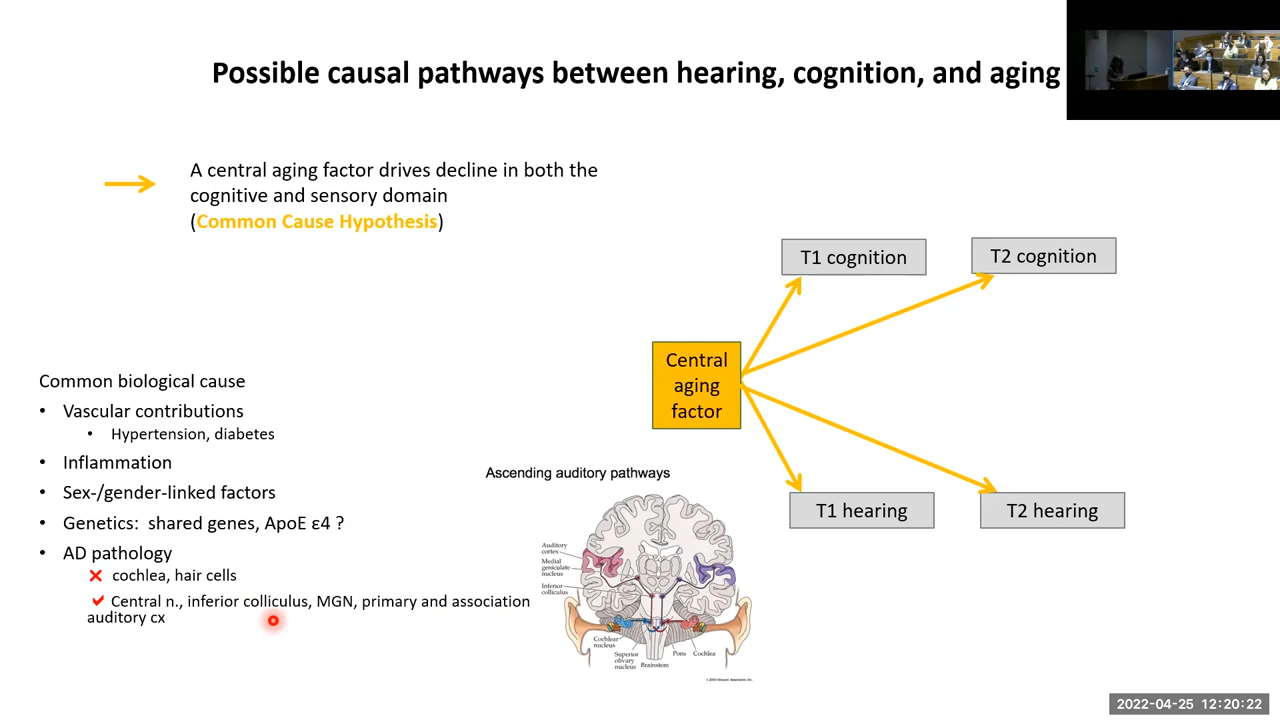 Possible causal pathways between hearing, cognition, and aging
A central aging factor drives decline in both the
cognitive and sensory domain
(Common Cause Hypothesis)
T1 cognition
T2 cognition
Central
aging
factor
T1 hearing
T2 hearing
Common biological cause
• Vascular contributions
• Hypertension, diabetes
• Inflammation
• Sex-/gender-linked factors
• Genetics: shared genes, ApoE ε4 ?
• AD pathology
cochlea, hair cells
Central n., inferior colliculus, MGN, primary and association
auditory cx
Ascending auditory pathways
Auditory
cortex
Medial
geniculate
nucleus
Inferior
colliculus
Cochlear
nucleus
Superior
olivary
nucleus
Brainstem
Pons
Cochlea
2022-04-25 12:20:22